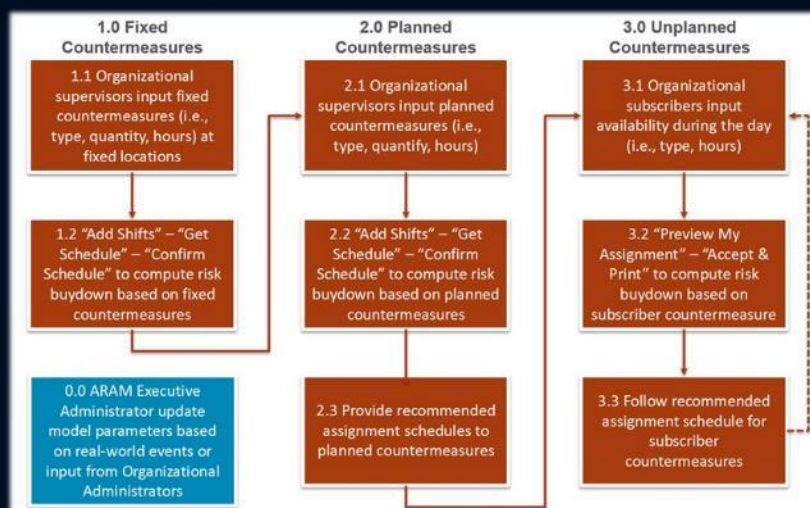 1.0 Fixed
Countermeasures
1.1 Organizational
supervisors input fixed
countermeasures (i.e.,
type, quantity, hours) at
fixed locations
1.2 “Add Shifts” – “Get
Schedule” – “Confirm
Schedule” to compute risk
buydown based on fixed
countermeasures
0.0 ARAM Executive
Administrator update
model parameters based
on real-world events or
input from Organizational
Administrators
2.0 Planned
Countermeasures
2.1 Organizational
supervisors input planned
countermeasures (i.e.,
type, quantify, hours)
2.2 “Add Shifts” – “Get
Schedule” – “Confirm
Schedule” to compute risk
buydown based on planned
countermeasures
2.3 Provide recommended
assignment schedules to
planned countermeasures
3.0 Unplanned
Countermeasures
3.1 Organizational
subscribers input
availability during the day
(i.e., type, hours)
3.2 “Preview My
Assignment” – “Accept &
Print” to compute risk
buydown based on
subscriber countermeasure
3.3 Follow recommended
assignment schedule for
subscriber
countermeasures